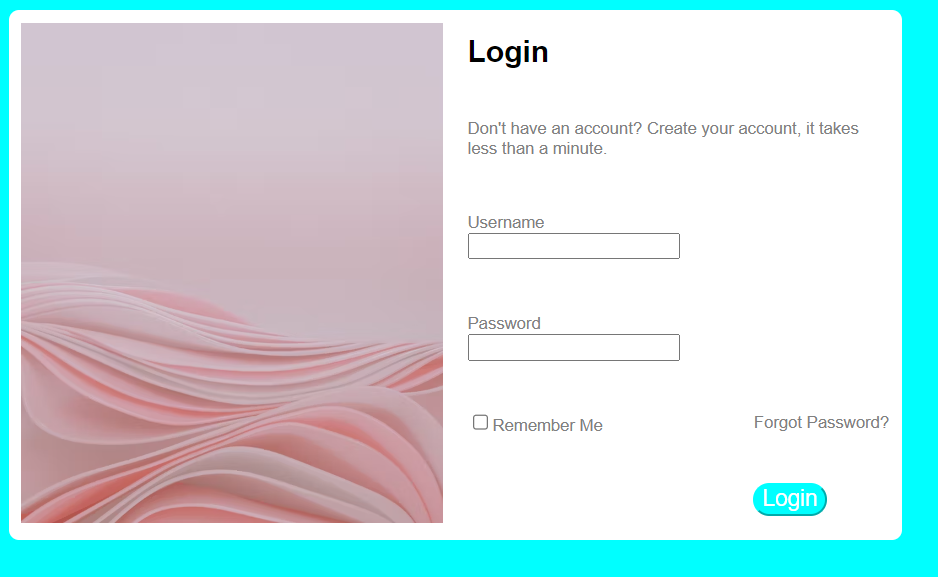 Login
Don't have an account? Create your account, it takes
less than a minute.
Username
Password
Remember Me
Forgot Password?
Login